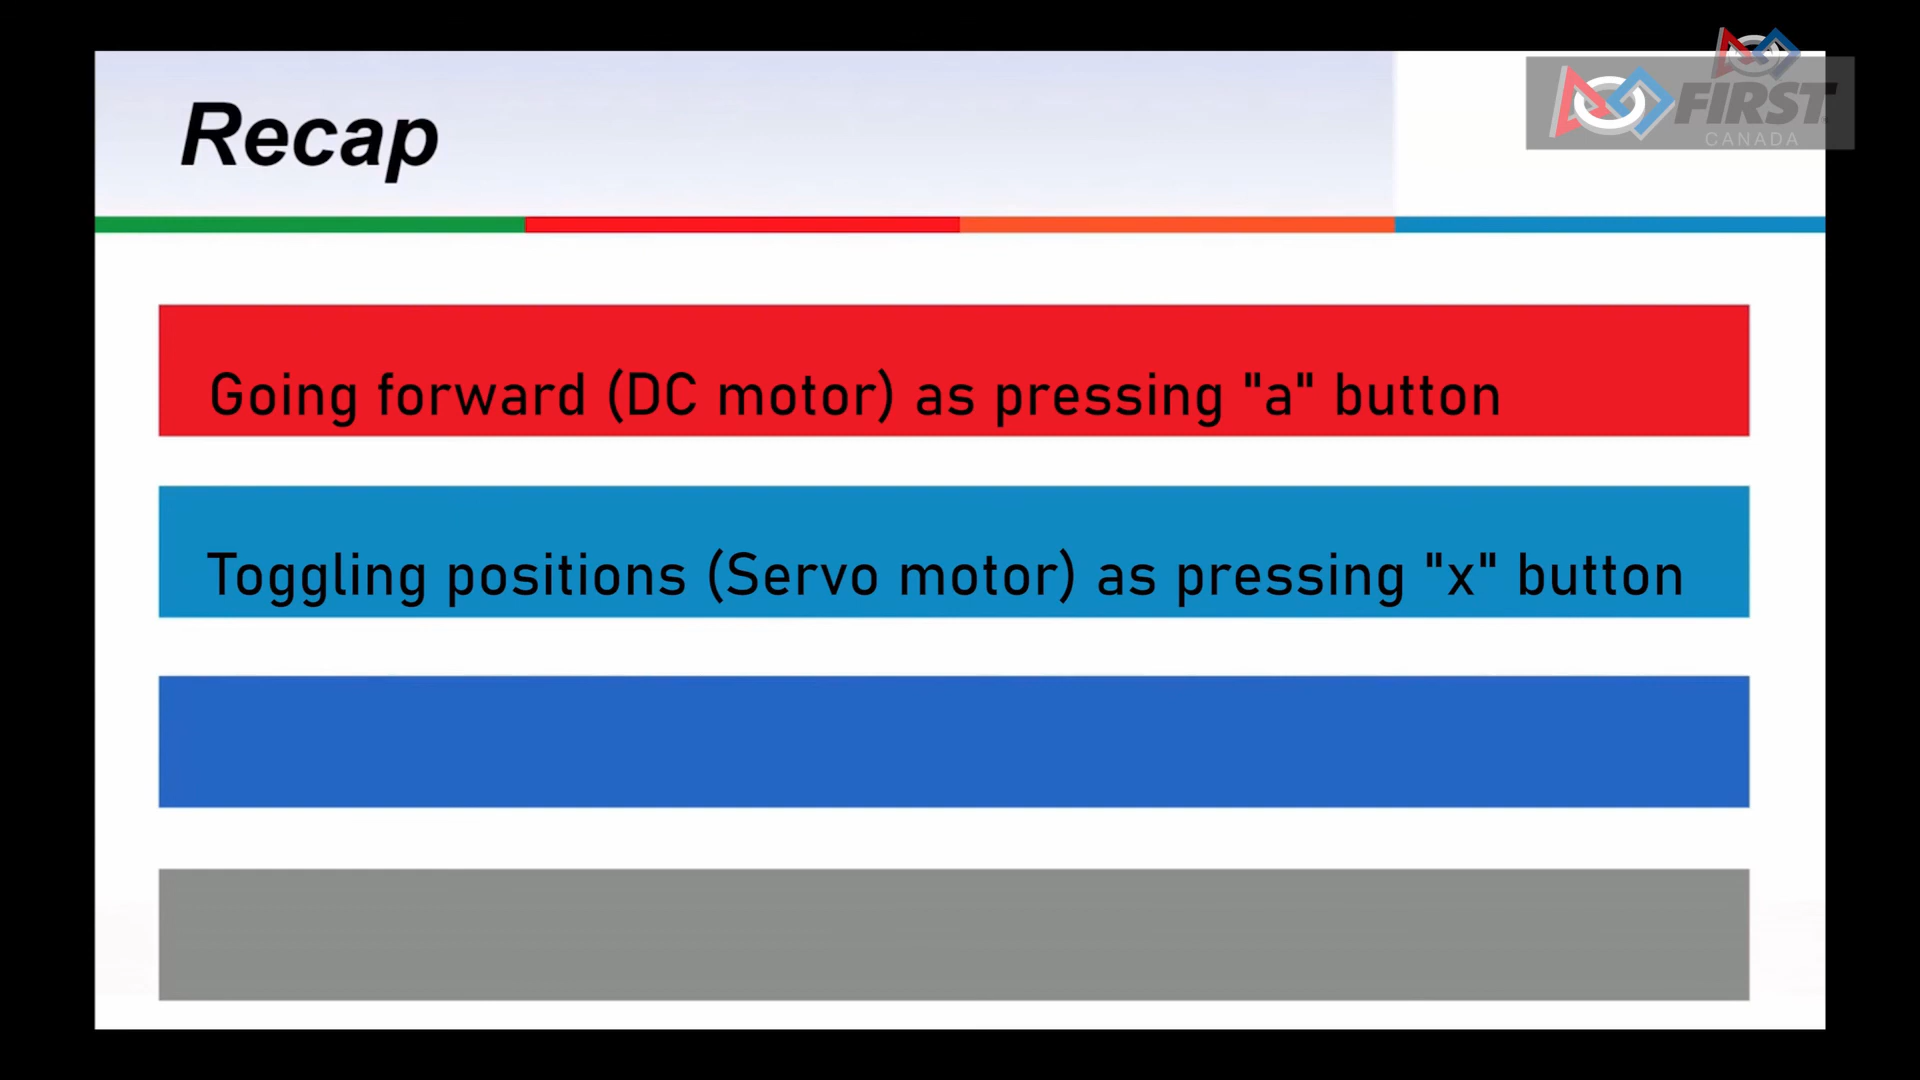 Recap
FIRST
CANADA
Going forward (DC motor) as pressing "a" button
Toggling positions (Servo motor) as pressing "x" button